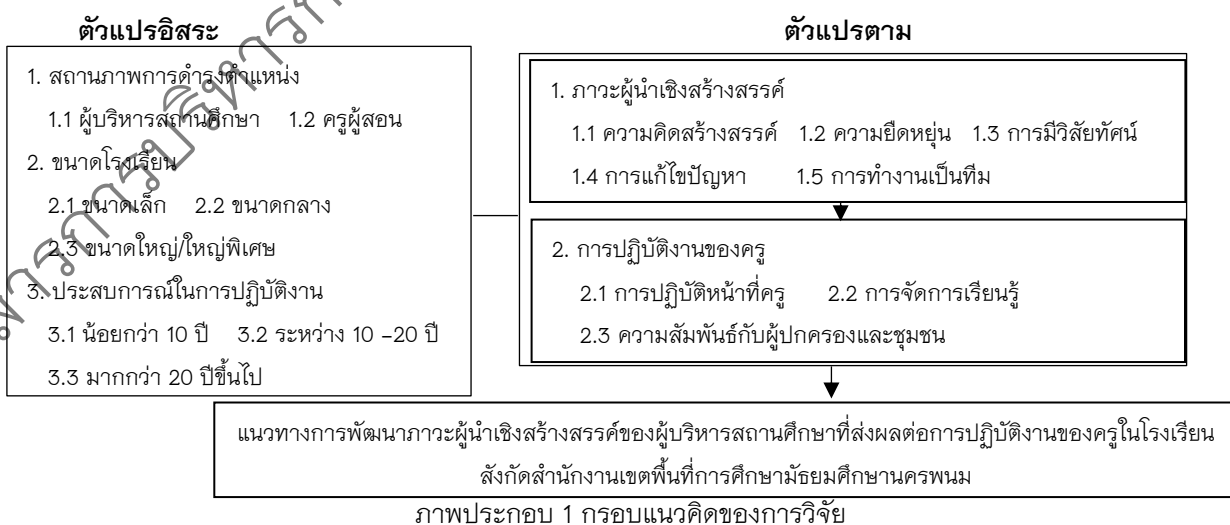 ตัวแปรอิสระ
1. สถานภาพการดำรงตำแหน่ง
1.1 ผู้บริหารสถานศึกษา 1.2 ครูผู้สอน
2. ขนาดโรงเรียน
2.1 ขนาดเล็ก 2.2 ขนาดกลาง
2.3 ขนาดใหญ่/ใหญ่พิเศษ
3. ประสบการณ์ในการปฏิบัติงาน
3.1 น้อยกว่า 10 ปี 3.2 ระหว่าง 10 –20 ปี
3.3 มากกว่า 20 ปีขึ้นไป
ตัวแปรตาม
1. ภาวะผู้นำเชิงสร้างสรรค์
1.1 ความคิดสร้างสรรค์ 1.2 ความยืดหยุ่น 1.3 การมีวิสัยทัศน์
1.4 การแก้ไขปัญหา 1.5 การทำงานเป็นทีม
2. การปฏิบัติงานของครู
2.1 การปฏิบัติหน้าที่ครู 2.2 การจัดการเรียนรู้
2.3 ความสัมพันธ์กับผู้ปกครองและชุมชน
แนวทางการพัฒนาภาวะผู้นำเชิงสร้างสรรค์ของผู้บริหารสถานศึกษาที่ส่งผลต่อการปฏิบัติงานของครูในโรงเรียน
สังกัดสำนักงานเขตพื้นที่การศึกษามัธยมศึกษานครพนม
ภาพประกอบ 1 กรอบแนวคิดของการวิจัย
การบริหาร